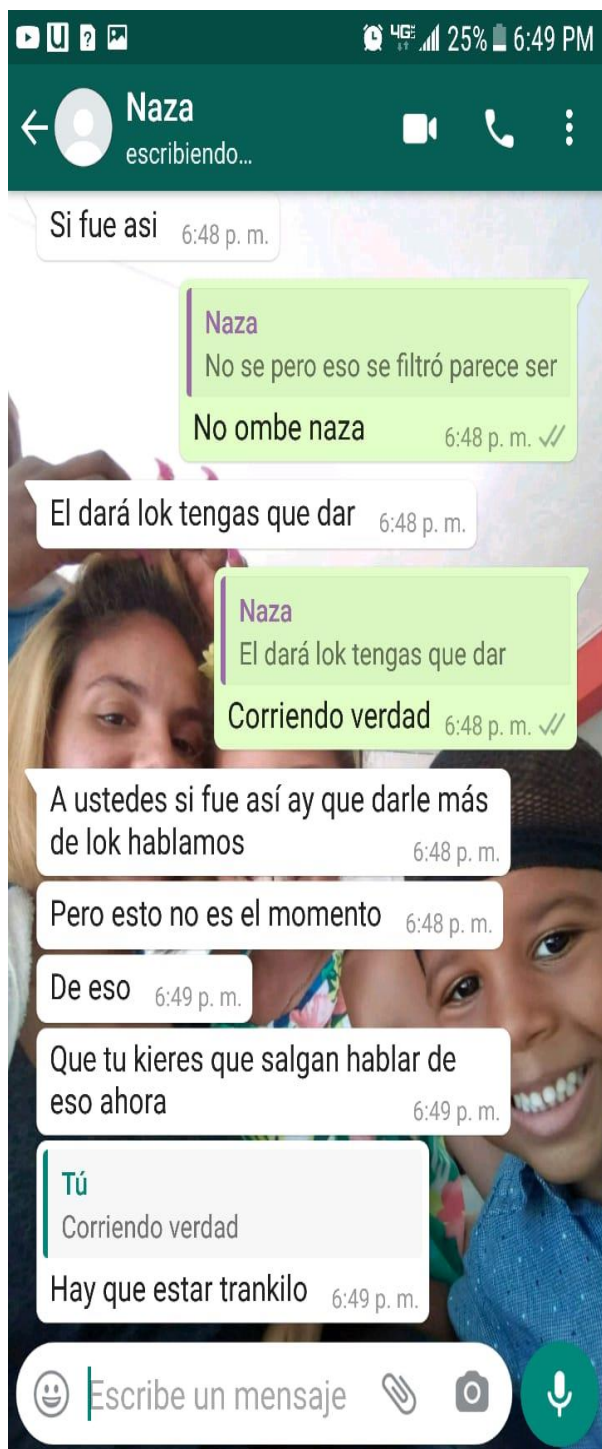 U ? 4G 25% 6:49 PM
Naza
escribiendo...
Si fue asi 6:48 p. m.
Naza
No se pero eso se filtró parece ser
No ombe naza 6:48 p. m.
El dará lok tengas que dar 6:48 p. m.
Naza
El dará lok tengas que dar
Corriendo verdad 6:48 p. m.
A ustedes si fue así ay que darle más
de lok hablamos 6:48 p. m.
Pero esto no es el momento 6:48 p. m.
De eso 6:49 p. m.
Que tu kieres que salgan hablar de
eso ahora 6:49 p. m.
Tú
Corriendo verdad
Hay que estar trankilo 6:49 p. m.
Escribe un mensaje